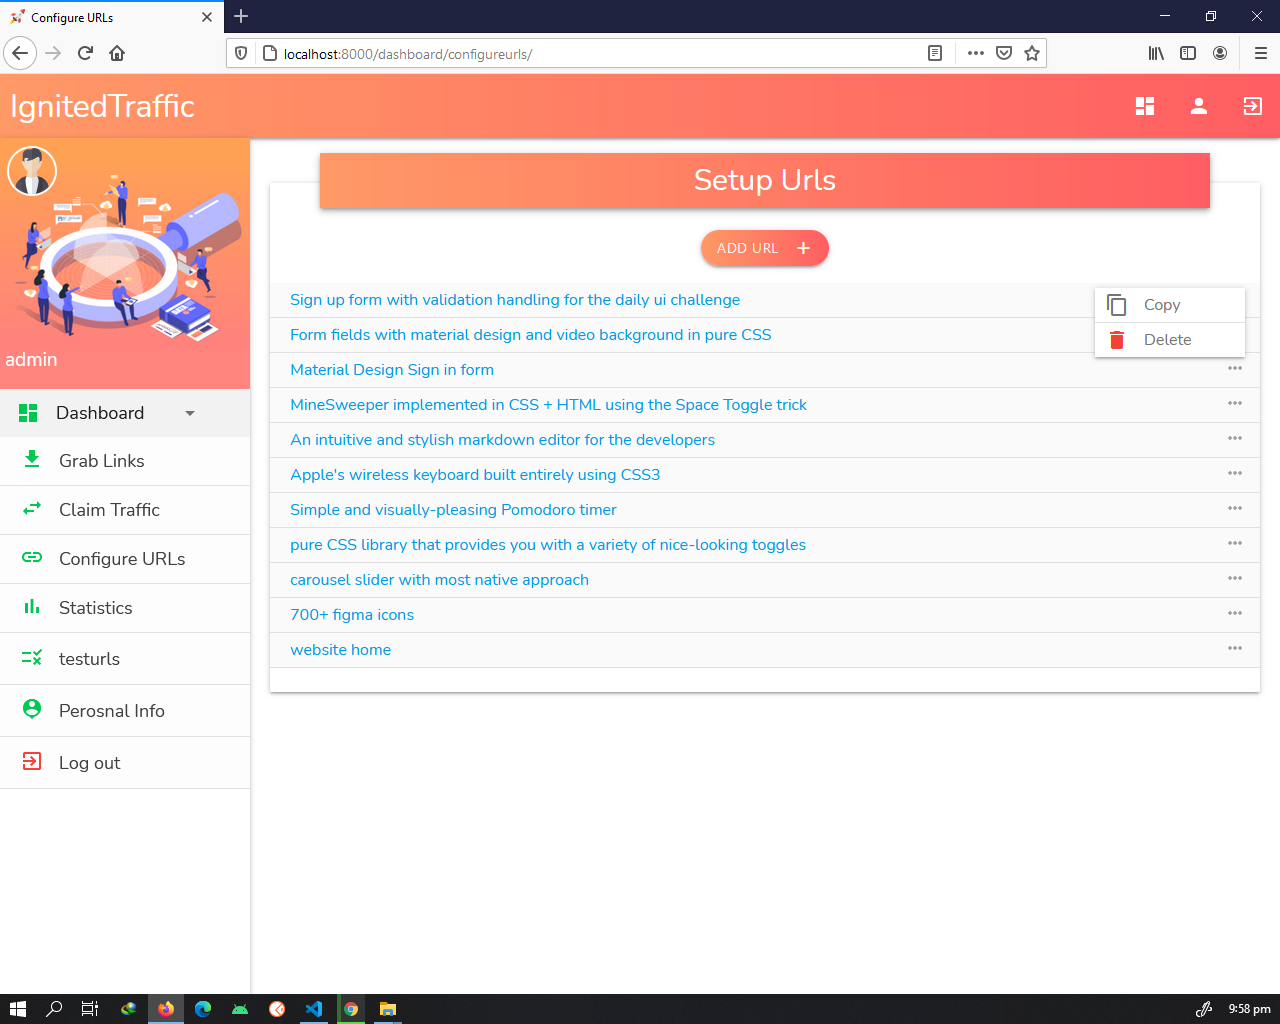 Configure URLs
localhost:8000/dashboard/configureurls/
IgnitedTraffic
admin
Dashboard
Grab Links
Claim Traffic
Configure URLs
Statistics
testurls
Perosnal Info
Log out
Setup Urls
ADD URL +
Sign up form with validation handling for the daily ui challenge
Copy
Form fields with material design and video background in pure CSS
Delete
Material Design Sign in form
MineSweeper implemented in CSS + HTML using the Space Toggle trick
An intuitive and stylish markdown editor for the developers
Apple's wireless keyboard built entirely using CSS3
Simple and visually-pleasing Pomodoro timer
pure CSS library that provides you with a variety of nice-looking toggles
carousel slider with most native approach
700+ figma icons
website home
9:58 pm